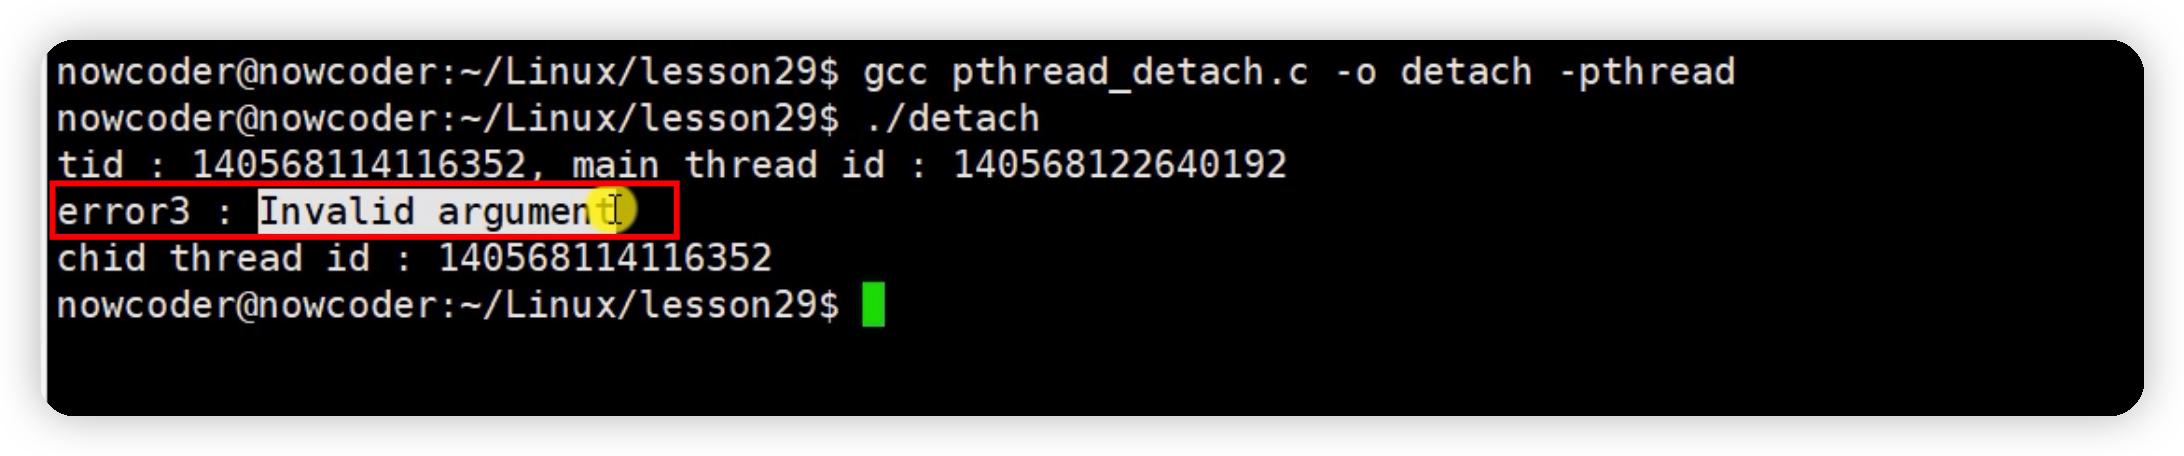 nowcoder@nowcoder:~/Linux/lesson29$ gcc pthread_detach.c -o detach -pthread
nowcoder@nowcoder:~/Linux/lesson29$ ./detach
tid : 140568114116352, main thread id : 140568122640192
error3 : Invalid argument
chid thread id : 140568114116352
nowcoder@nowcoder:~/Linux/lesson29$